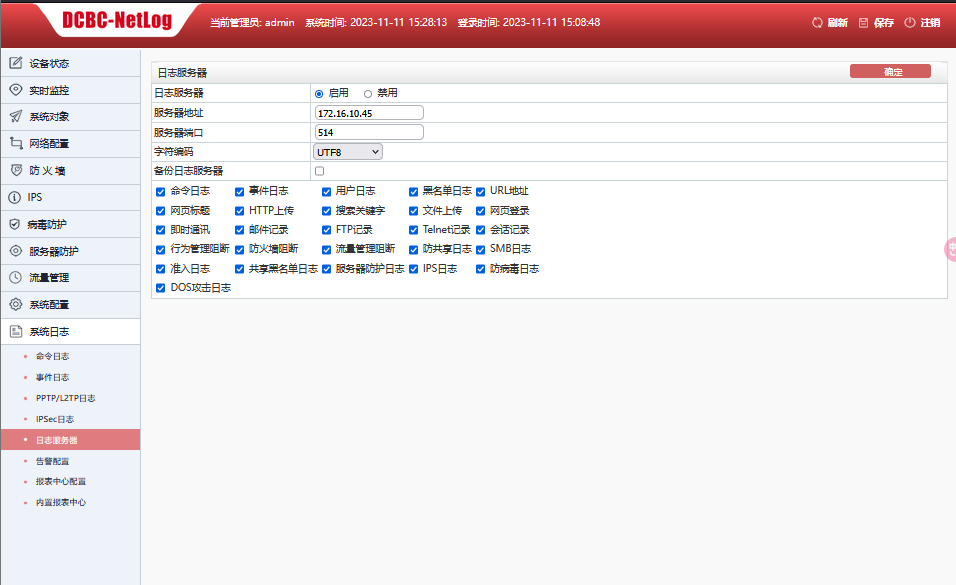 DCBC-NetLog
当前管理员: admin 系统时间: 2023-11-11 15:28:13 登录时间: 2023-11-11 15:08:48
刷新 保存 注销
设备状态
实时监控
系统对象
网络配置
防 火 墙
IPS
病毒防护
服务器防护
流量管理
系统配置
系统日志
命令日志
事件日志
PPTP/L2TP日志
IPSec日志
日志服务器
告警配置
报表中心配置
内置报表中心
日志服务器 确定
日志服务器 启用 禁用
服务器地址 172.16.10.45
服务器端口 514
字符编码 UTF8
备份日志服务器
命令日志 事件日志 用户日志 黑名单日志 URL地址
网页标题 HTTP上传 搜索关键字 文件上传 网页登录
即时通讯 邮件记录 FTP记录 Telnet记录 会话记录
行为管理阻断 防火墙阻断 流量管理阻断 防共享日志 SMB日志
准入日志 共享黑名单日志 服务器防护日志 IPS日志 防病毒日志
DOS攻击日志